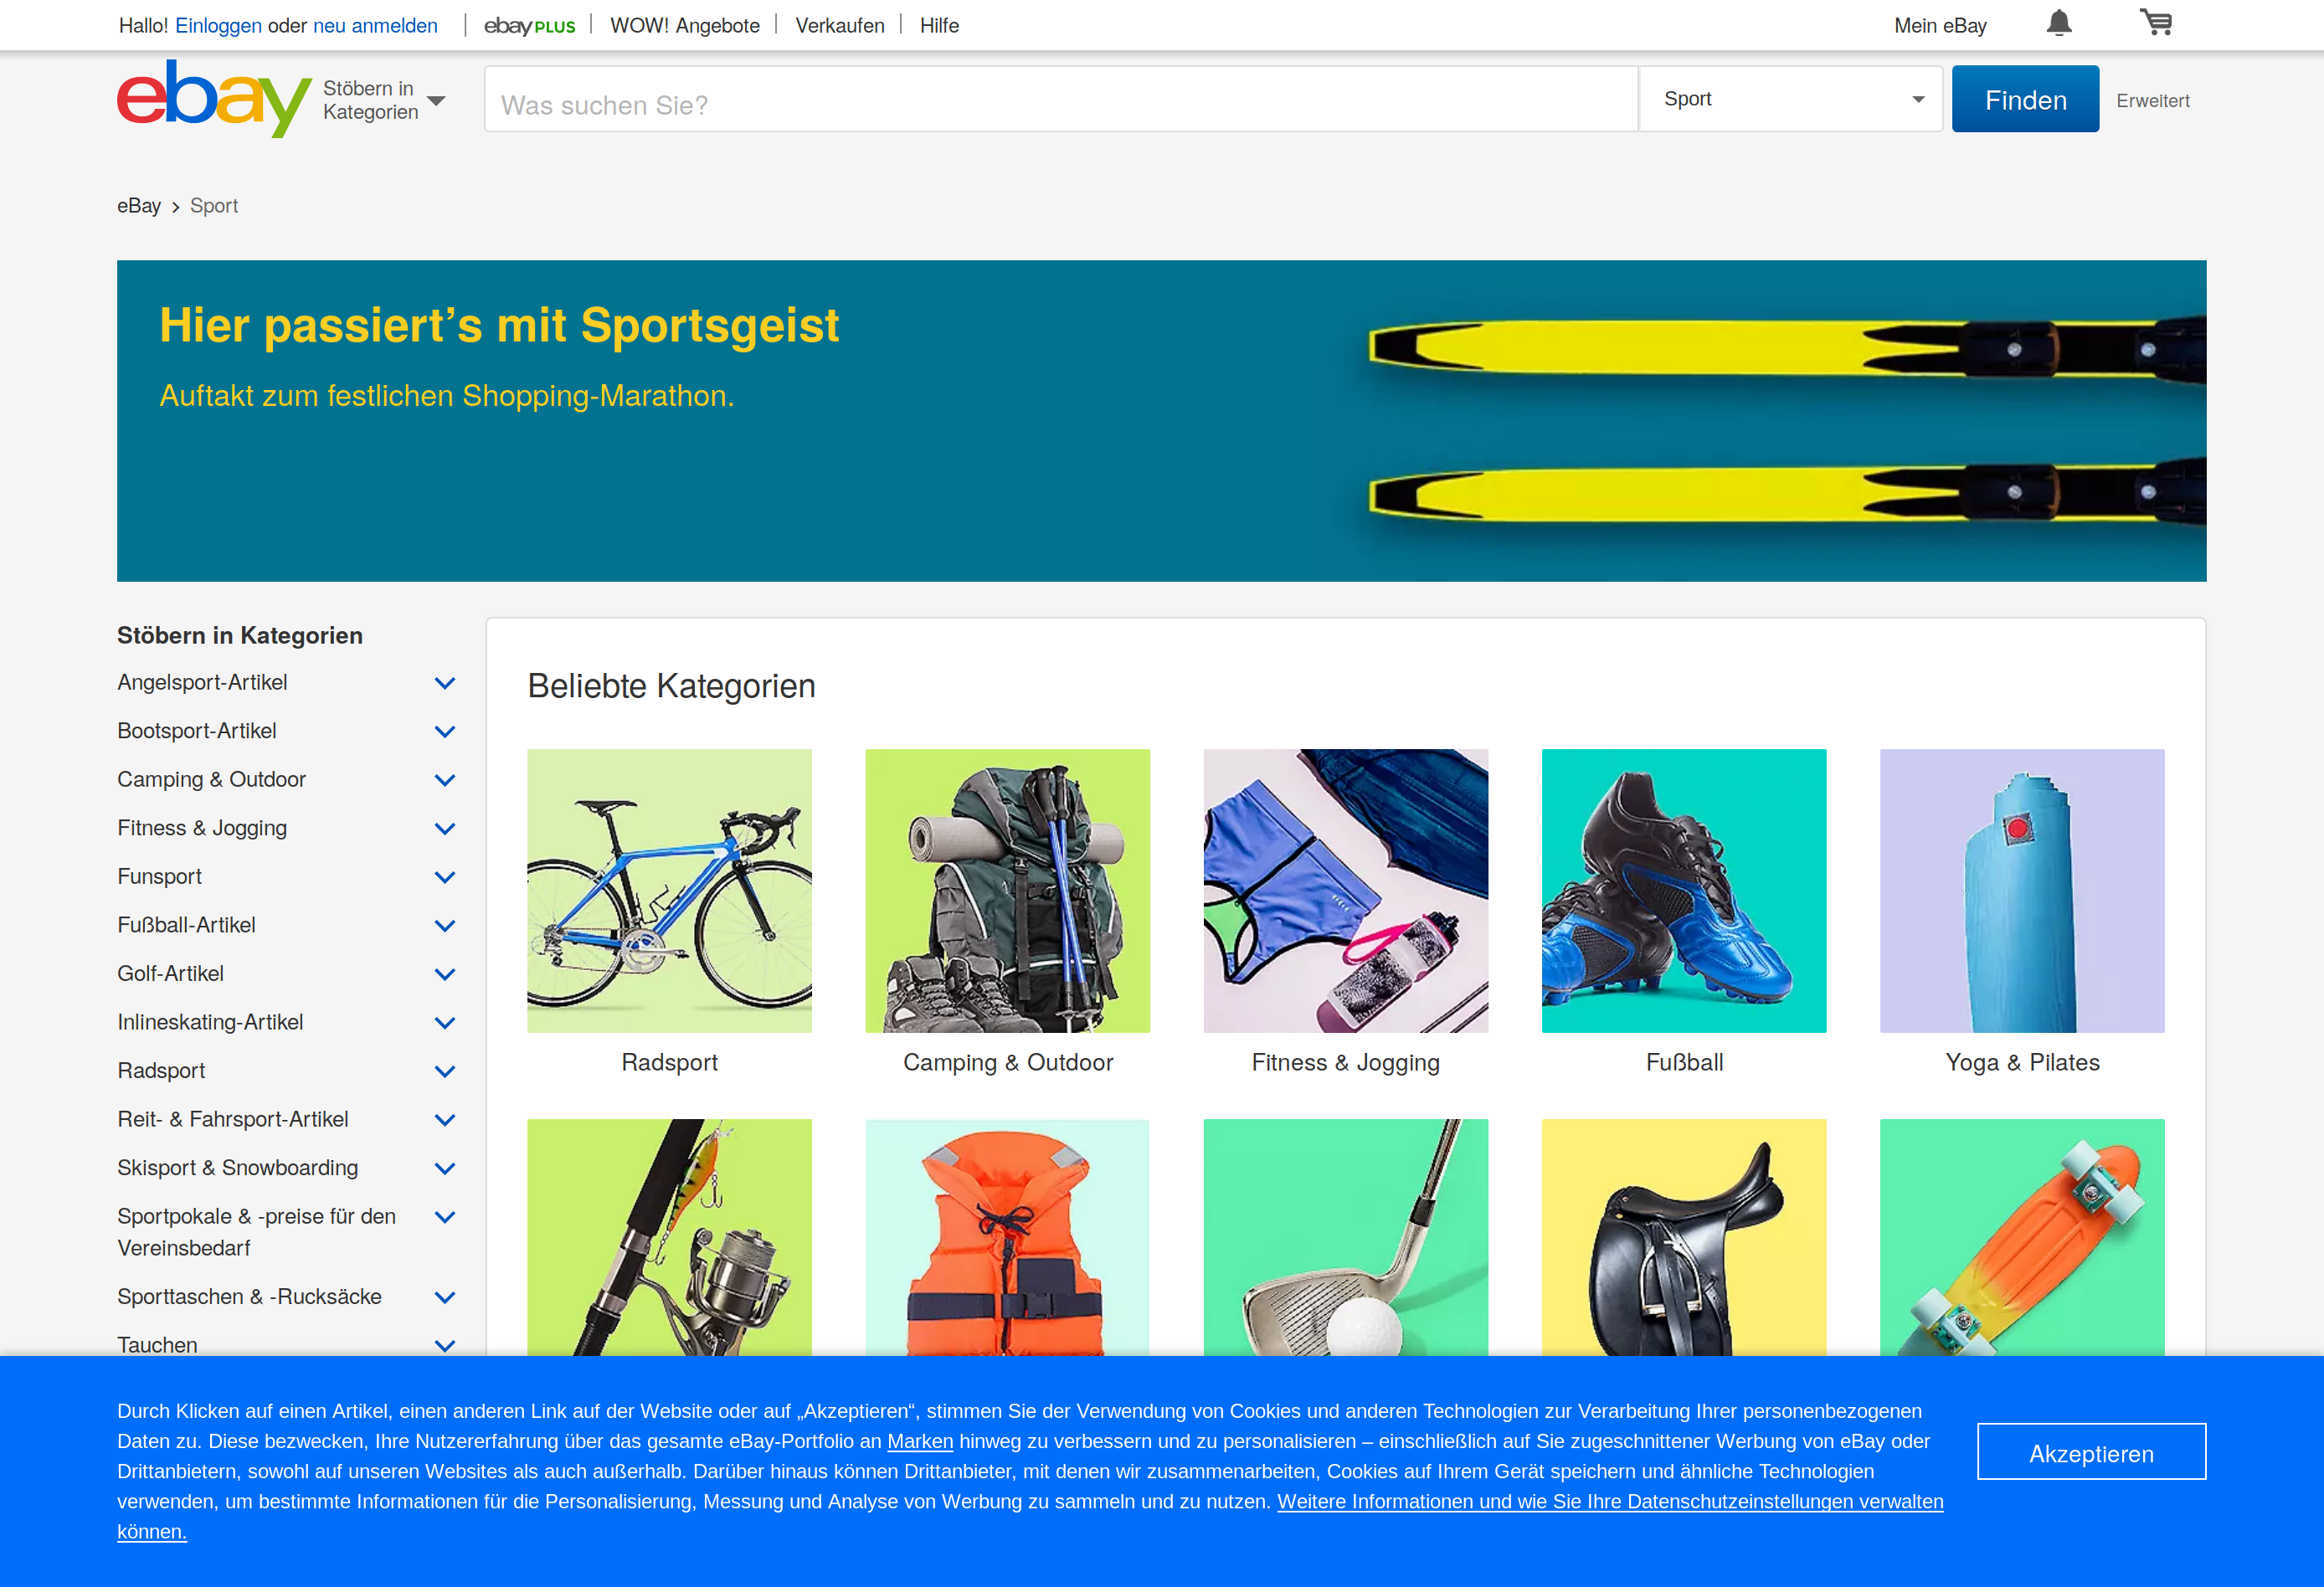 Hallo! Einloggen oder neu anmelden
ebay PLUS
WOW! Angebote
Verkaufen
Hilfe
Mein eBay
ebay
Stöbern in
Kategorien
Was suchen Sie?
Sport
Finden
Erweitert
eBay > Sport
Hier passiert’s mit Sportsgeist
Auftakt zum festlichen Shopping-Marathon.
Stöbern in Kategorien
Angelsport-Artikel
Bootsport-Artikel
Camping & Outdoor
Fitness & Jogging
Funsport
Fußball-Artikel
Golf-Artikel
Inlineskating-Artikel
Radsport
Reit- & Fahrsport-Artikel
Skisport & Snowboarding
Sportpokale & -preise für den
Vereinsbedarf
Sporttaschen & -Rucksäcke
Tauchen
Beliebte Kategorien
Radsport
Camping & Outdoor
Fitness & Jogging
Fußball
Yoga & Pilates
Durch Klicken auf einen Artikel, einen anderen Link auf der Website oder auf „Akzeptieren“, stimmen Sie der Verwendung von Cookies und anderen Technologien zur Verarbeitung Ihrer personenbezogenen
Daten zu. Diese bezwecken, Ihre Nutzererfahrung über das gesamte eBay-Portfolio an Marken hinweg zu verbessern und zu personalisieren – einschließlich auf Sie zugeschnittener Werbung von eBay oder
Drittanbietern, sowohl auf unseren Websites als auch außerhalb. Darüber hinaus können Drittanbieter, mit denen wir zusammenarbeiten, Cookies auf Ihrem Gerät speichern und ähnliche Technologien
verwenden, um bestimmte Informationen für die Personalisierung, Messung und Analyse von Werbung zu sammeln und zu nutzen. Weitere Informationen und wie Sie Ihre Datenschutzeinstellungen verwalten
können.
Akzeptieren